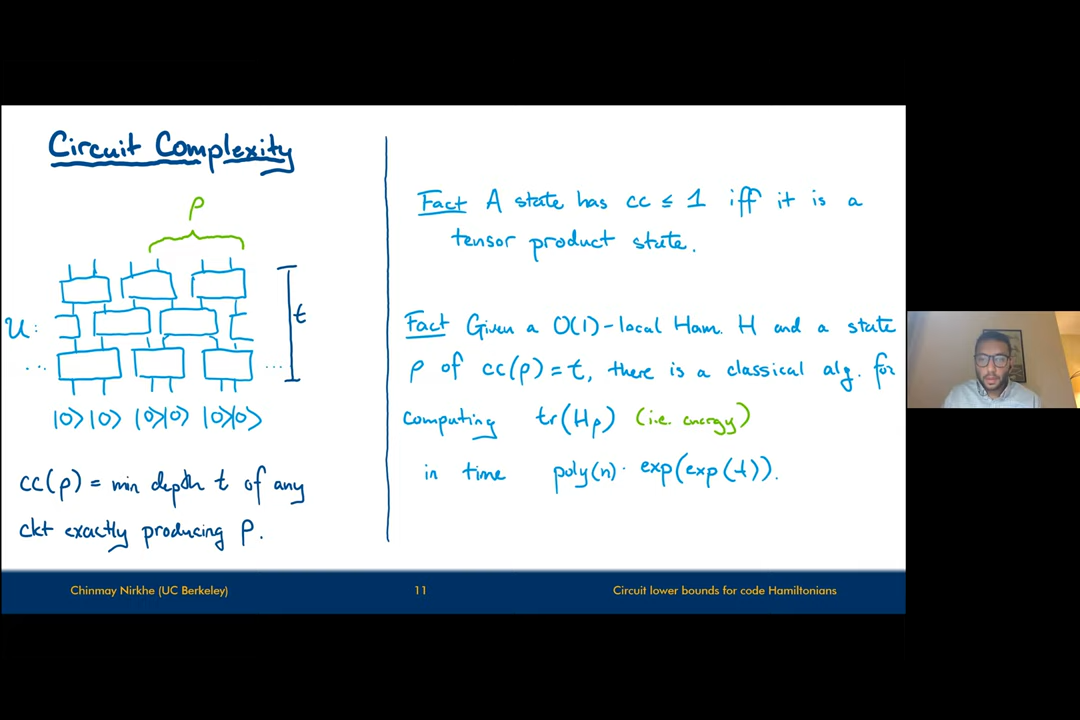 Circuit Complexity
ρ
U:
t
... ...
|0>|0> |0>|0> |0>|0>
cc(ρ) = min depth t of any
ckt exactly producing ρ.
Fact A state has cc ≤ 1 iff it is a
tensor product state.
Fact Given a O(1)-local Ham. H and a state
ρ of cc(ρ) = t, there is a classical alg. for
computing tr(Hρ) (i.e. energy)
in time poly(n) · exp(exp(t)).
Chinmay Nirkhe (UC Berkeley) 11 Circuit lower bounds for code Hamiltonians